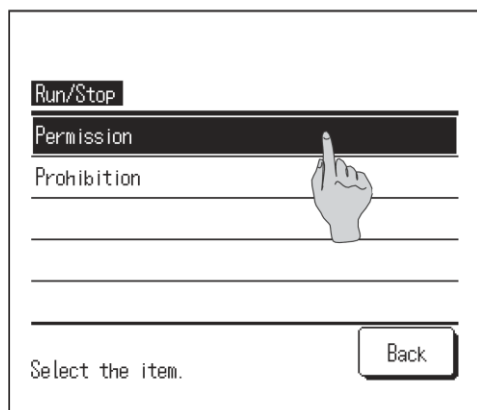 Run/Stop
Permission
Prohibition
Select the item.
Back